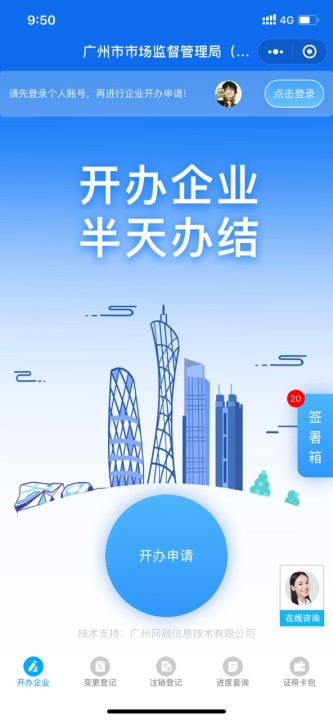 9:50
4G
广州市市场监督管理局（...
请先登录个人账号，再进行企业开办申请！
点击登录
开办企业
半天办结
20
签署箱
开办申请
在线咨询
技术支持：广州网融信息技术有限公司
开办企业
变更登记
注销登记
进度查询
证照卡包